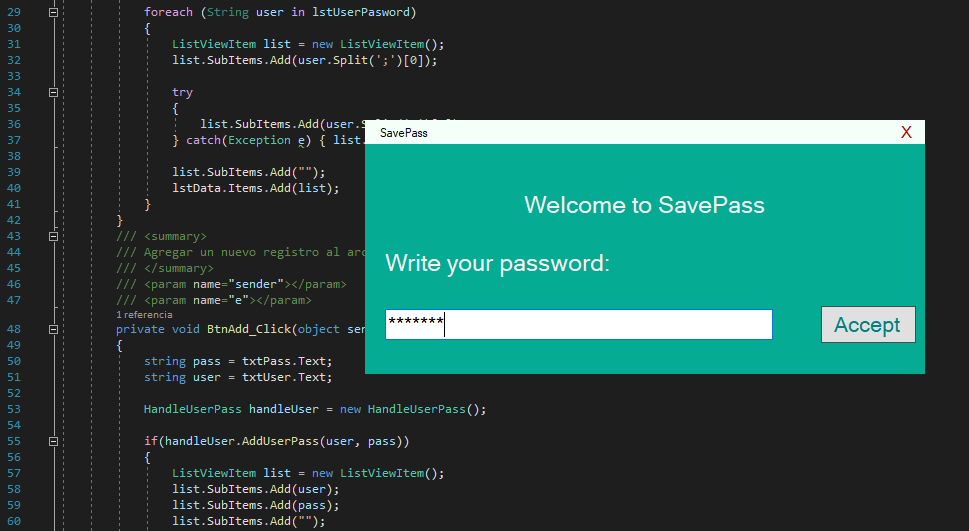 29 foreach (String user in lstUserPasword)
30 {
31 ListViewItem list = new ListViewItem();
32 list.SubItems.Add(user.Split(';')[0]);
33
34 try
35 {
36 list.SubItems.Add(user.
37 } catch(Exception e) { list.
38
39 list.SubItems.Add("");
40 lstData.Items.Add(list);
41 }
42 }
43 /// <summary>
44 /// Agregar un nuevo registro al arc
45 /// </summary>
46 /// <param name="sender"></param>
47 /// <param name="e"></param>
1 referencia
48 private void BtnAdd_Click(object ser
49 {
50 string pass = txtPass.Text;
51 string user = txtUser.Text;
52
53 HandleUserPass handleUser = new HandleUserPass();
54
55 if(handleUser.AddUserPass(user, pass))
56 {
57 ListViewItem list = new ListViewItem();
58 list.SubItems.Add(user);
59 list.SubItems.Add(pass);
60 list.SubItems.Add("");
SavePass X
Welcome to SavePass
Write your password:
*******
Accept